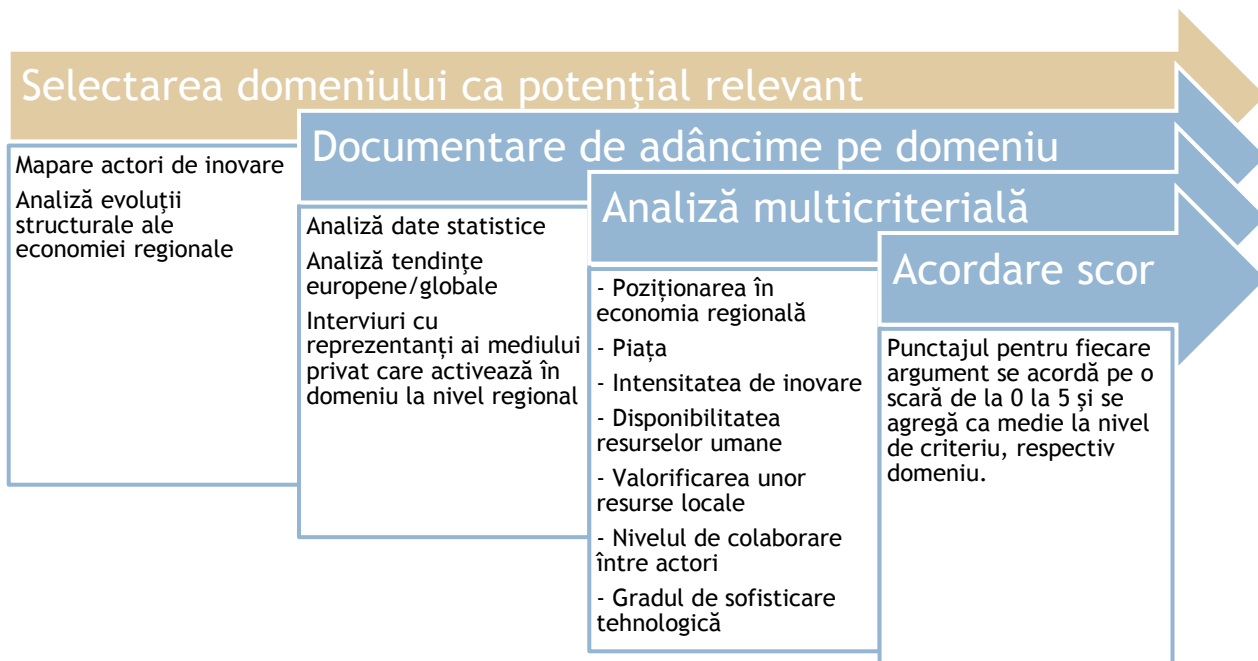 Selectarea domeniului ca potenţial relevant
Mapare actori de inovare
Analiză evoluţii
structurale ale
economiei regionale
Documentare de adâncime pe domeniu
Analiză date statistice
Analiză tendinţe
europene/globale
Interviuri cu
reprezentanți ai mediului
privat care activează în
domeniu la nivel regional
Analiză multicriterială
- Poziționarea în
economia regională
- Piața
- Intensitatea de inovare
- Disponibilitatea
resurselor umane
- Valorificarea unor
resurse locale
- Nivelul de colaborare
între actori
- Gradul de sofisticare
tehnologică
Acordare scor
Punctajul pentru fiecare
argument se acordă pe o
scară de la 0 la 5 şi se
agregă ca medie la nivel
de criteriu, respectiv
domeniu.